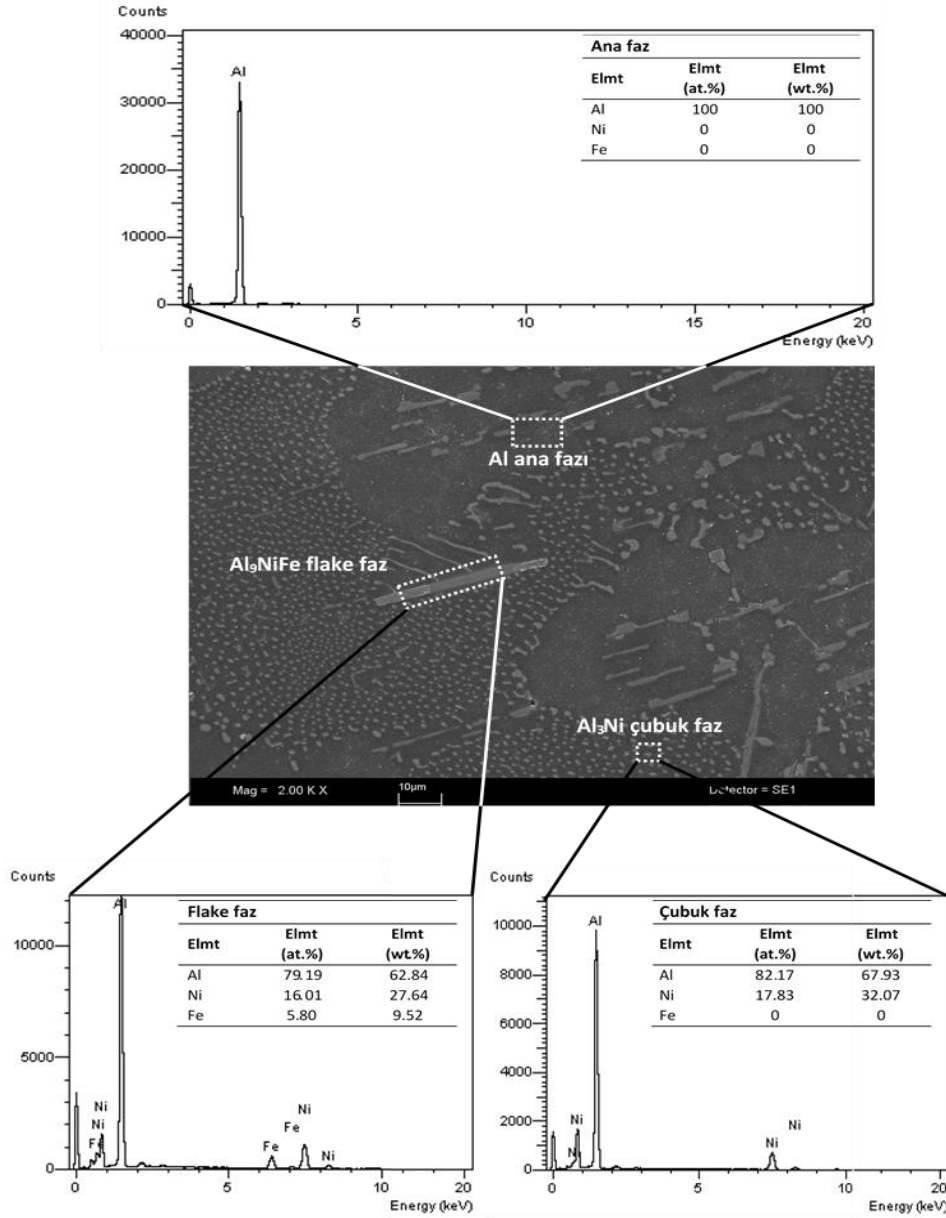 Counts
40000
30000
20000
10000
0
Al
Ana faz
Elmt Elmt (at.%) Elmt (wt.%)
Al 100 100
Ni 0 0
Fe 0 0
0 5 10 15 20
Energy (keV)
Al ana fazı
Al₉NiFe flake faz
Al₃Ni çubuk faz
Mag = 2.00 K X 10µm Detector = SE1
Counts
10000
5000
0
Al
Ni
Ni
F
Fe
Fe
Ni
Ni
Flake faz
Elmt Elmt (at.%) Elmt (wt.%)
Al 79.19 62.84
Ni 16.01 27.64
Fe 5.80 9.52
0 5 10 20
Energy (keV)
Counts
10000
8000
6000
4000
2000
0
Al
Ni
N
Ni
Ni
Çubuk faz
Elmt Elmt (at.%) Elmt (wt.%)
Al 82.17 67.93
Ni 17.83 32.07
Fe 0 0
0 5 10 20
Energy (keV)